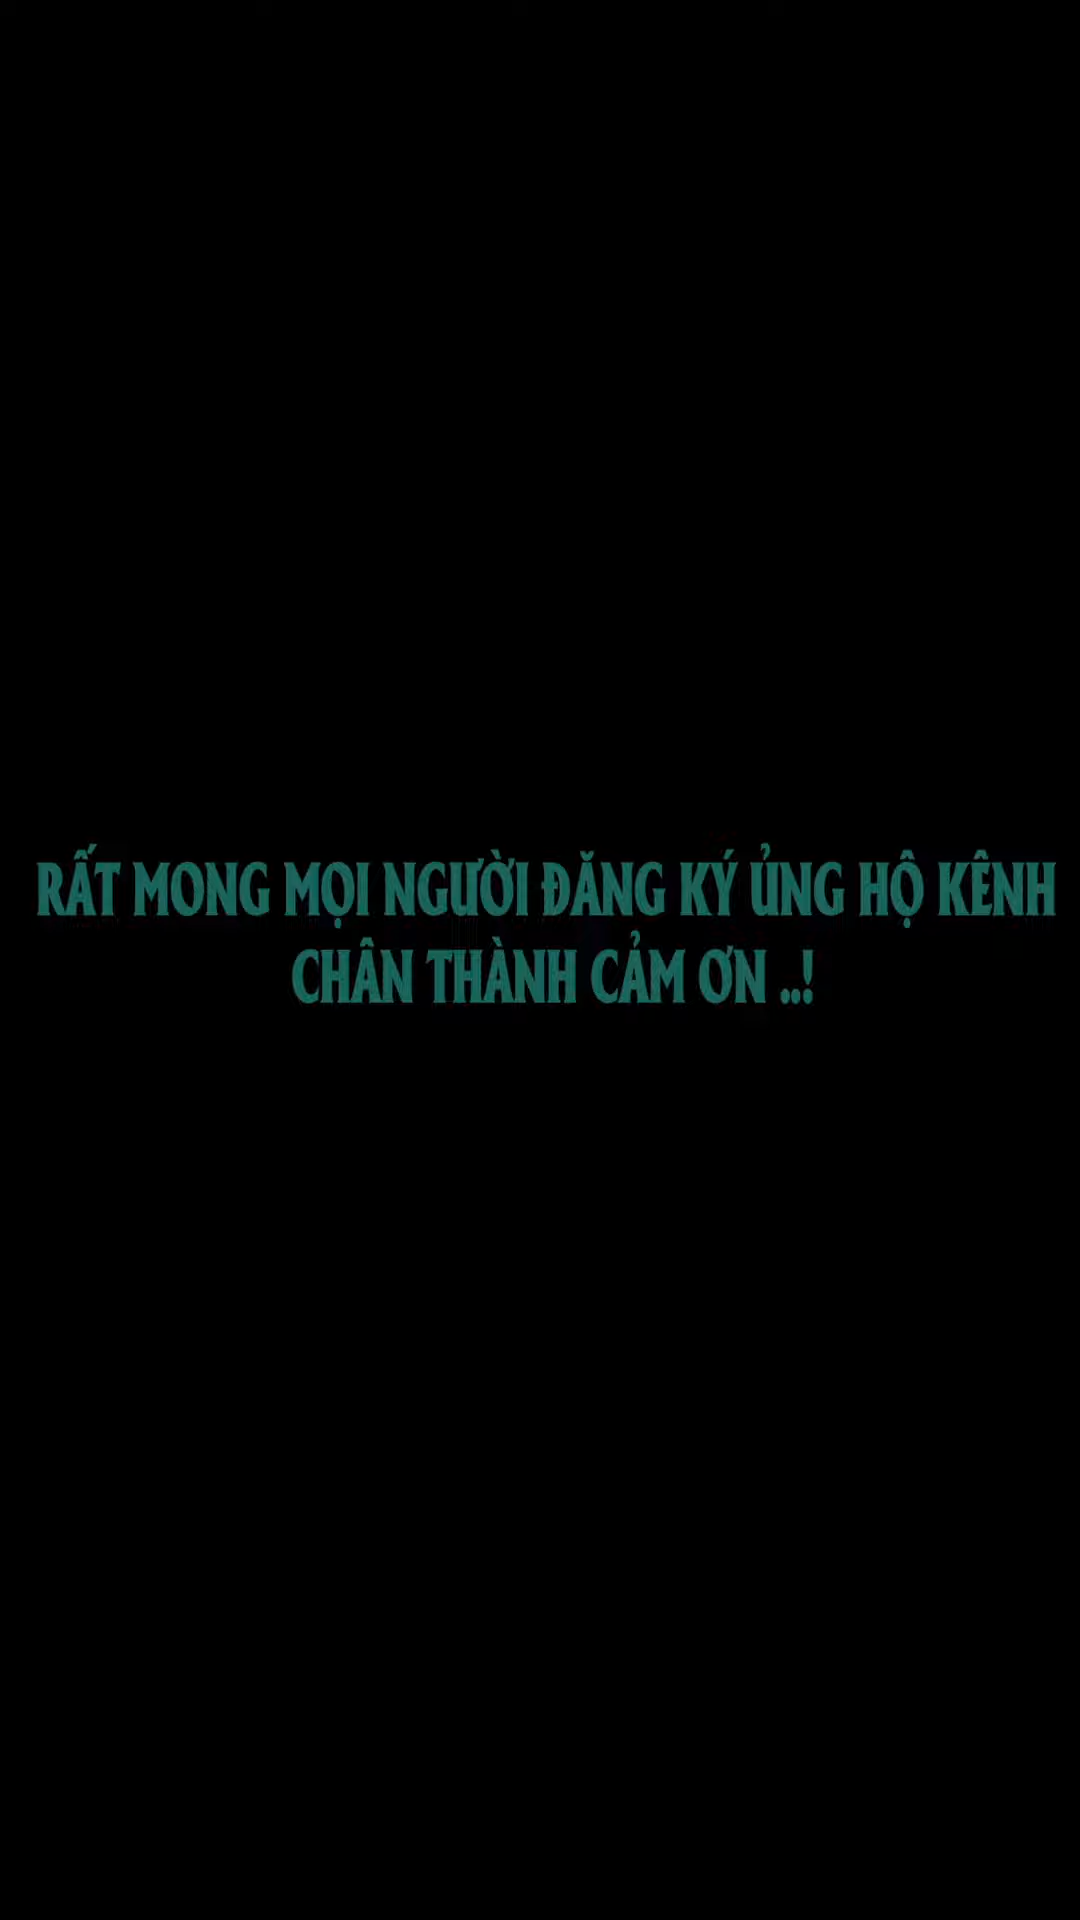 RẤT MONG MỌI NGƯỜI ĐĂNG KÝ ỦNG HỘ KÊNH
CHÂN THÀNH CẢM ƠN ..!